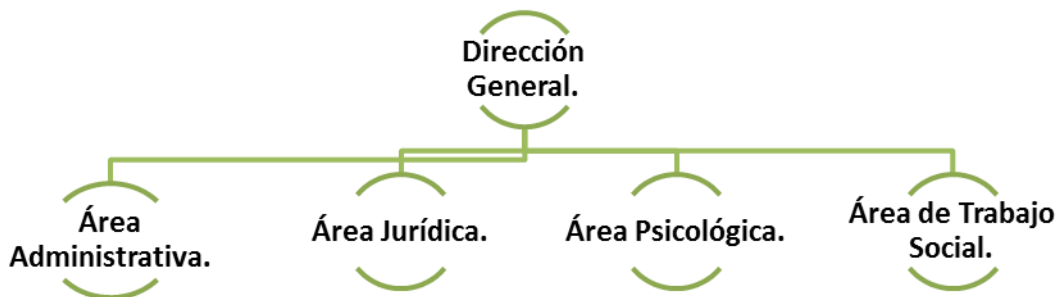 Dirección
General.
Área
Administrativa.
Área Jurídica.
Área Psicológica.
Área de Trabajo
Social.